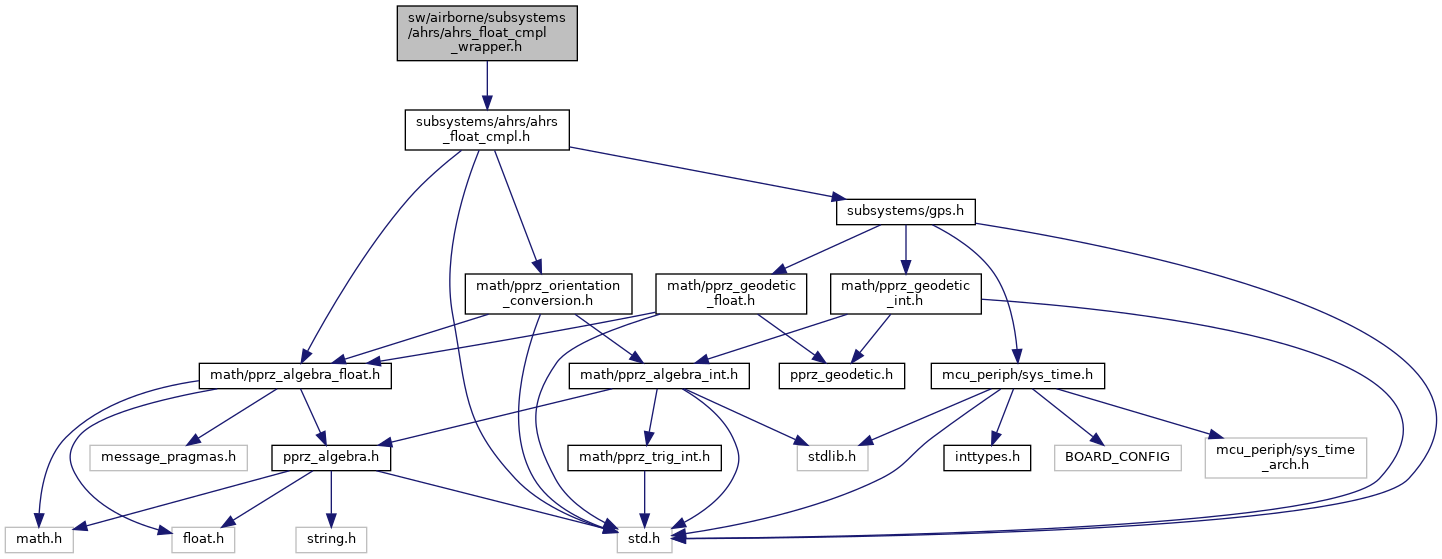 sw/airborne/subsystems
/ahrs/ahrs_float_cmpl
_wrapper.h
subsystems/ahrs/ahrs
_float_cmpl.h
subsystems/gps.h
math/pprz_orientation
_conversion.h
math/pprz_geodetic
_float.h
math/pprz_geodetic
_int.h
math/pprz_algebra_float.h
math/pprz_algebra_int.h
pprz_geodetic.h
mcu_periph/sys_time.h
message_pragmas.h
pprz_algebra.h
math/pprz_trig_int.h
stdlib.h
inttypes.h
BOARD_CONFIG
mcu_periph/sys_time
_arch.h
math.h
float.h
string.h
std.h